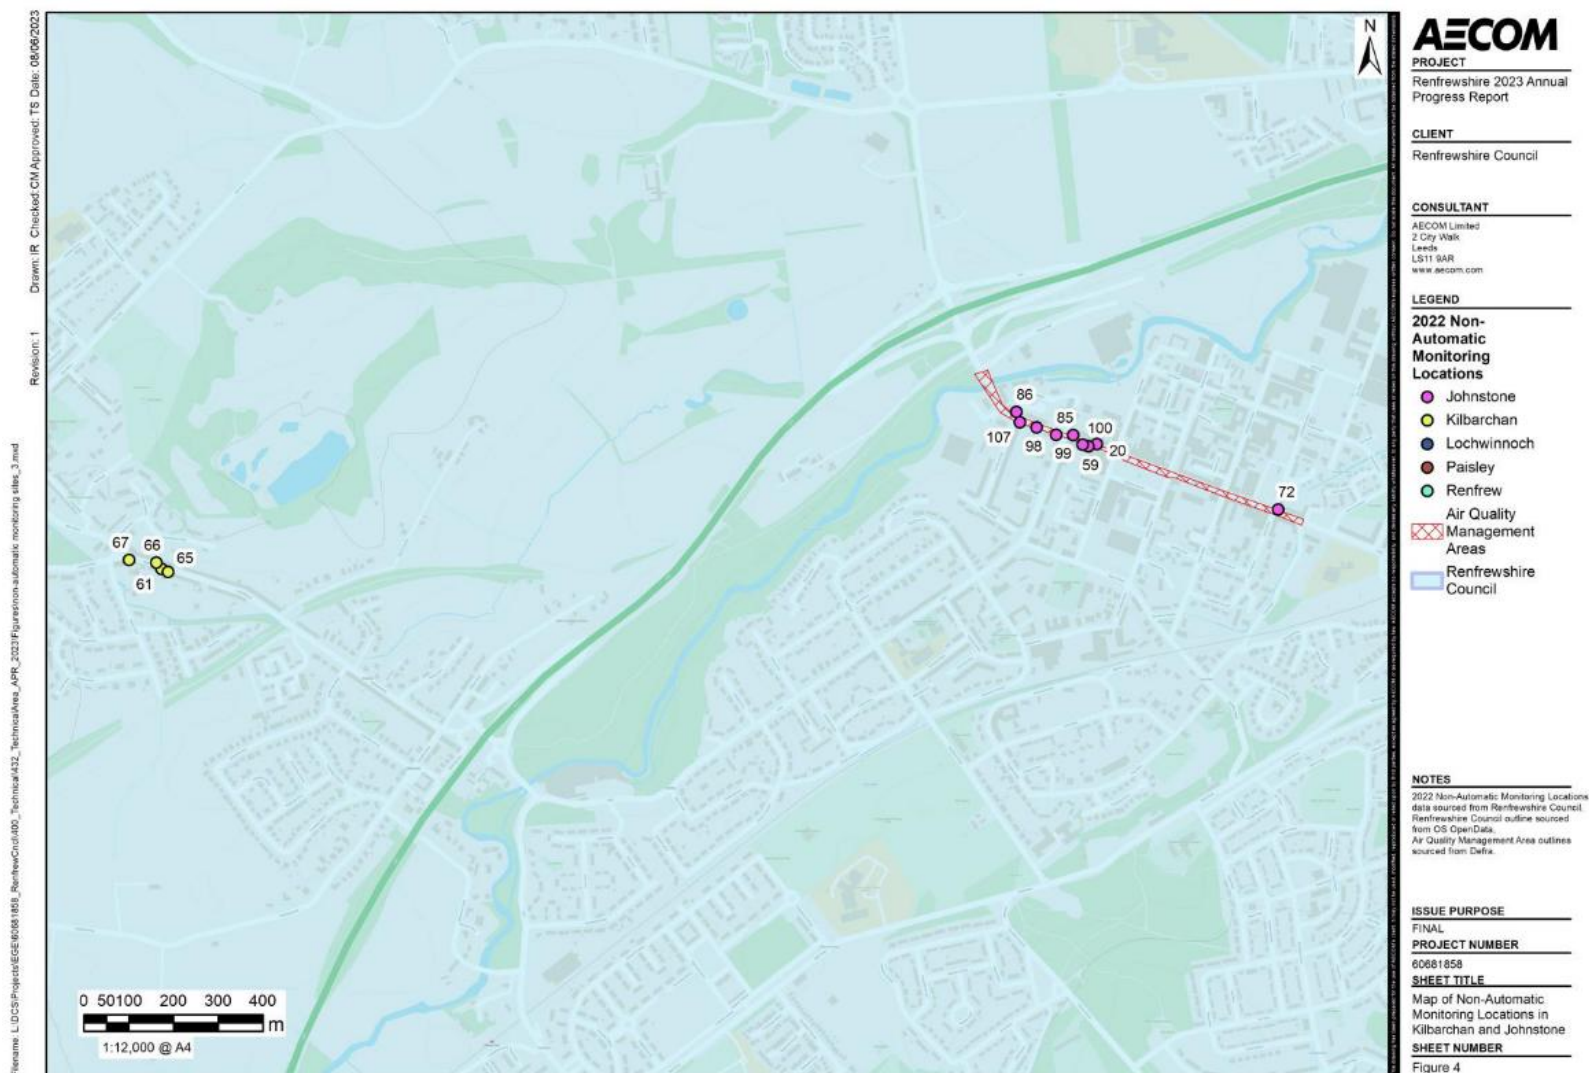 Revision: 1 Drawn: IR Checked: CM Approved: TS Date: 08/06/2023
N
86
85
107
98
100
99
20
59
72
67
66
65
61
0 50100 200 300 400
m
1:12,000 @ A4
AECOM
PROJECT
Renfrewshire 2023 Annual
Progress Report
CLIENT
Renfrewshire Council
CONSULTANT
AECOM Limited
2 City Walk
Leeds
LS11 9AR
www.aecom.com
LEGEND
2022 Non-
Automatic
Monitoring
Locations
Johnstone
Kilbarchan
Lochwinnoch
Paisley
Renfrew
Air Quality
Management
Areas
Renfrewshire
Council
NOTES
2022 Non-Automatic Monitoring Locations
data sourced from Renfrewshire Council.
Renfrewshire Council outline sourced
from OS OpenData.
Air Quality Management Area outlines
sourced from Defra.
ISSUE PURPOSE
FINAL
PROJECT NUMBER
60681858
SHEET TITLE
Map of Non-Automatic
Monitoring Locations in
Kilbarchan and Johnstone
SHEET NUMBER
Figure 4